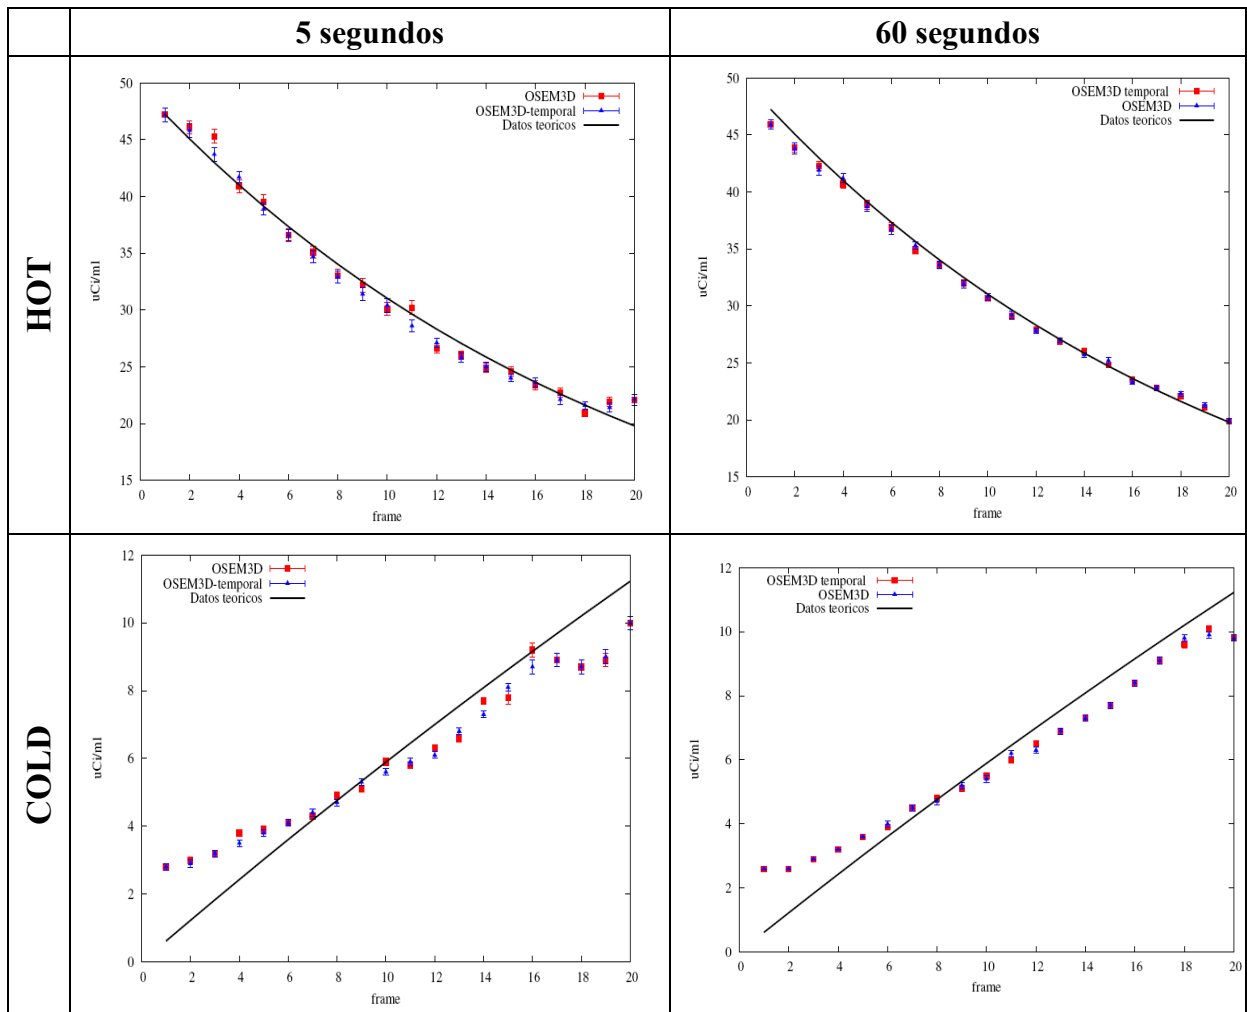 5 segundos
60 segundos
HOT
50
45
40
35
30
25
20
15
uCi/ml
OSEM3D
OSEM3D-temporal
Datos teoricos
0 2 4 6 8 10 12 14 16 18 20
frame
50
45
40
35
30
25
20
15
uCi/ml
OSEM3D temporal
OSEM3D
Datos teoricos
0 2 4 6 8 10 12 14 16 18 20
frame
COLD
12
10
8
6
4
2
0
uCi/ml
OSEM3D
OSEM3D-temporal
Datos teoricos
0 2 4 6 8 10 12 14 16 18 20
frame
12
10
8
6
4
2
0
uCi/ml
OSEM3D temporal
OSEM3D
Datos teoricos
0 2 4 6 8 10 12 14 16 18 20
frame